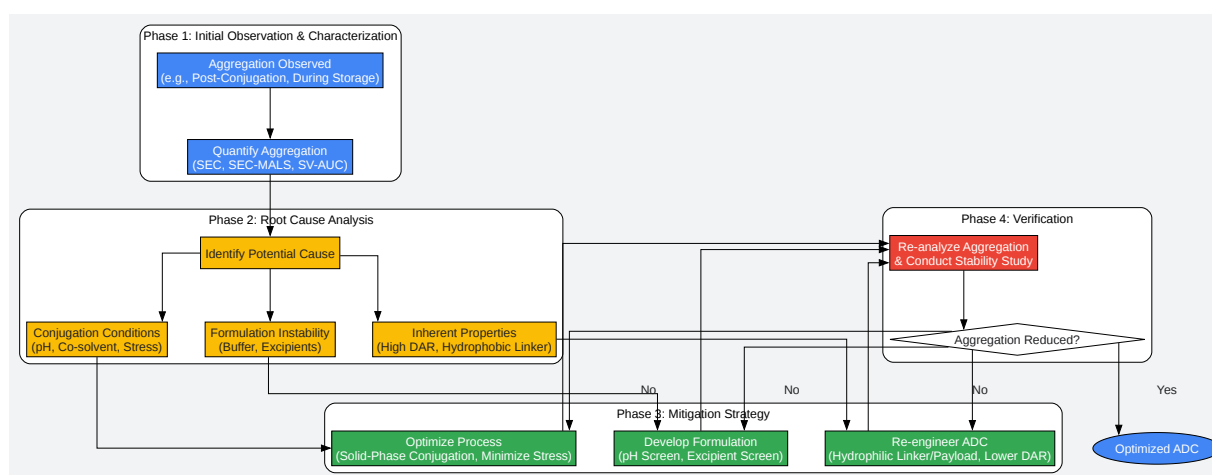 Phase 1: Initial Observation & Characterization
Aggregation Observed
(e.g., Post-Conjugation, During Storage)
Quantify Aggregation
(SEC, SEC-MALS, SV-AUC)
Phase 2: Root Cause Analysis
Identify Potential Cause
Conjugation Conditions
(pH, Co-solvent, Stress)
Formulation Instability
(Buffer, Excipients)
Inherent Properties
(High DAR, Hydrophobic Linker)
Phase 4: Verification
Re-analyze Aggregation
& Conduct Stability Study
Aggregation Reduced?
No
No
No
Yes
Phase 3: Mitigation Strategy
Optimize Process
(Solid-Phase Conjugation, Minimize Stress)
Develop Formulation
(pH Screen, Excipient Screen)
Re-engineer ADC
(Hydrophilic Linker/Payload, Lower DAR)
Optimized ADC